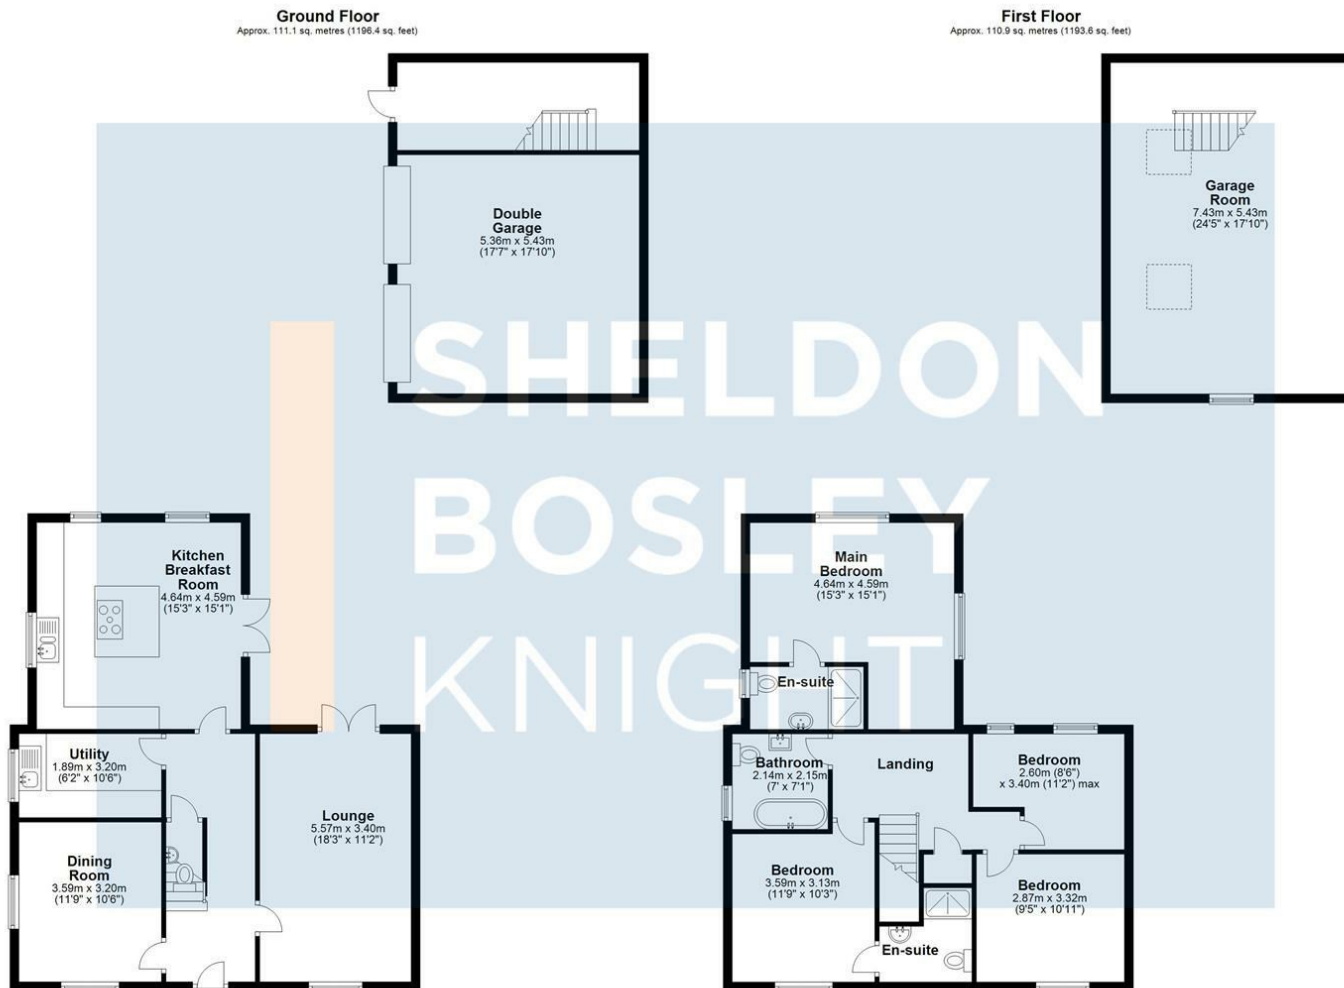 Ground Floor
Approx. 111.1 sq. metres (1196.4 sq. feet)
First Floor
Approx. 110.9 sq. metres (1193.6 sq. feet)
Double
Garage
5.36m x 5.43m
(17'7" x 17'10")
Garage
Room
7.43m x 5.43m
(24'5" x 17'10")
SHELDON
BOSLEY
KNIGHT
Kitchen
Breakfast
Room
4.64m x 4.59m
(15'3" x 15'1")
Main
Bedroom
4.64m x 4.59m
(15'3" x 15'1")
En-suite
Utility
1.89m x 3.20m
(6'2" x 10'6")
Lounge
5.57m x 3.40m
(18'3" x 11'2")
Dining
Room
3.59m x 3.20m
(11'9" x 10'6")
Bathroom
2.14m x 2.15m
(7' x 7'1")
Landing
Bedroom
2.60m (8'6")
x 3.40m (11'2") max
Bedroom
3.59m x 3.13m
(11'9" x 10'3")
Bedroom
2.87m x 3.32m
(9'5" x 10'11")
En-suite